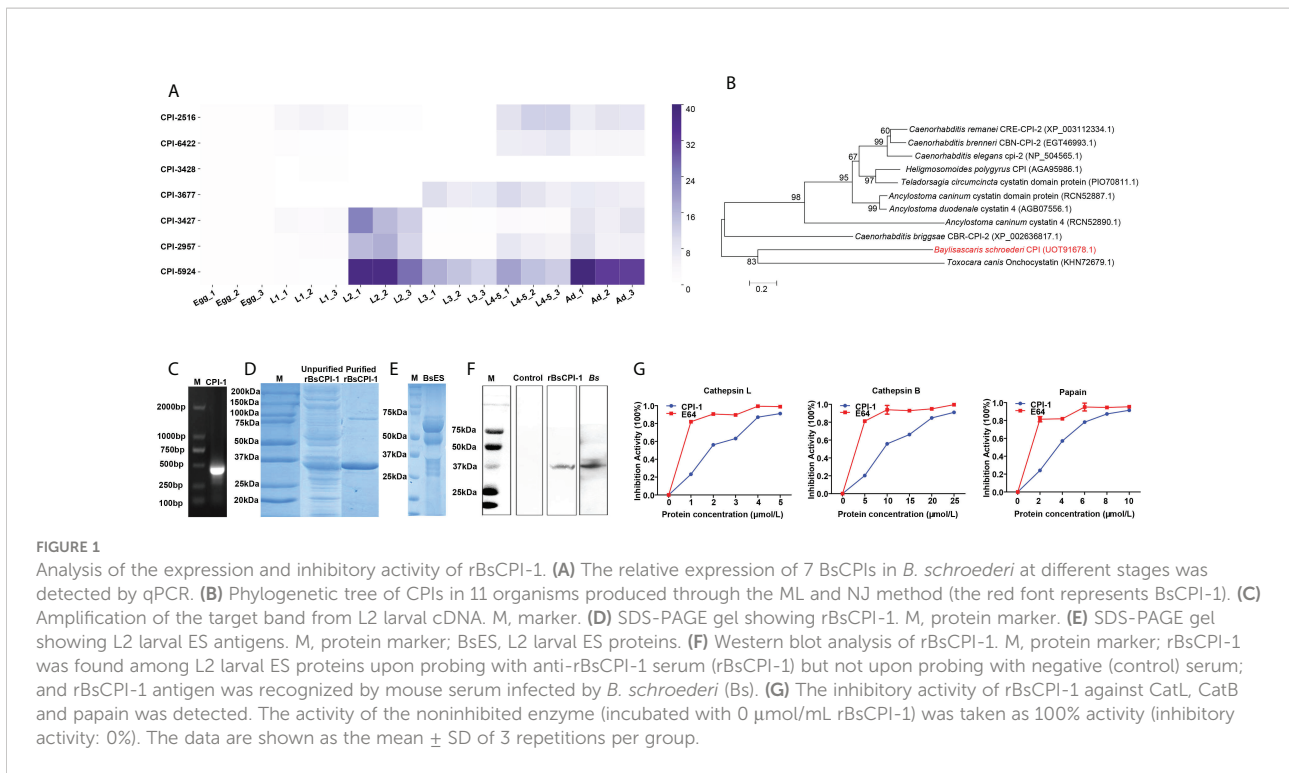 A
CPI-2516
CPI-6422
CPI-3428
CPI-3677
CPI-3427
CPI-2957
CPI-5924
Egg_1 Egg_2 Egg_3 L1_1 L1_2 L1_3 L2_1 L2_2 L2_3 L3_1 L3_2 L3_3 L4-5_1 L4-5_2 L4-5_3 Ad_1 Ad_2 Ad_3
40
32
24
16
8
0
B
60
Caenorhabditis remanei CRE-CPI-2 (XP_003112334.1)
99
Caenorhabditis brenneri CBN-CPI-2 (EGT46993.1)
67
Caenorhabditis elegans cpi-2 (NP_504565.1)
Heligmosomoides polygyrus CPI (AGA95986.1)
95
97
Teladorsagia circumcincta cystatin domain protein (PIO70811.1)
98
Ancylostoma caninum cystatin domain protein (RCN52887.1)
99
Ancylostoma duodenale cystatin 4 (AGB07556.1)
Ancylostoma caninum cystatin 4 (RCN52890.1)
Caenorhabditis briggsae CBR-CPI-2 (XP_002636817.1)
Baylisascaris schroederi CPI (UOT91678.1)
83
Toxocara canis Onchocystatin (KHN72679.1)
0.2
C
M CPI-1
2000bp
1000bp
750bp
500bp
250bp
100bp
D
M
Unpurified rBsCPI-1
Purified rBsCPI-1
200kDa
150kDa
100kDa
75kDa
50kDa
37kDa
25kDa
20kDa
E
M BsES
75kDa
50kDa
37kDa
25kDa
F
M Control rBsCPI-1 Bs
75kDa
50kDa
37kDa
25kDa
G
Cathepsin L
CPI-1
E64
Inhibition Activity (100%)
1.0
0.8
0.6
0.4
0.2
0.0
0 1 2 3 4 5
Protein concentration (μmol/L)
Cathepsin B
CPI-1
E64
Inhibition Activity (100%)
1.0
0.8
0.6
0.4
0.2
0.0
0 5 10 15 20 25
Protein concentration (μmol/L)
Papain
CPI-1
E64
Inhibition Activity (100%)
1.0
0.8
0.6
0.4
0.2
0.0
0 2 4 6 8 10
Protein concentration (μmol/L)
FIGURE 1
Analysis of the expression and inhibitory activity of rBsCPI-1. (A) The relative expression of 7 BsCPIs in B. schroederi at different stages was
detected by qPCR. (B) Phylogenetic tree of CPIs in 11 organisms produced through the ML and NJ method (the red font represents BsCPI-1). (C)
Amplification of the target band from L2 larval cDNA. M, marker. (D) SDS-PAGE gel showing rBsCPI-1. M, protein marker. (E) SDS-PAGE gel
showing L2 larval ES antigens. M, protein marker; BsES, L2 larval ES proteins. (F) Western blot analysis of rBsCPI-1. M, protein marker; rBsCPI-1
was found among L2 larval ES proteins upon probing with anti-rBsCPI-1 serum (rBsCPI-1) but not upon probing with negative (control) serum;
and rBsCPI-1 antigen was recognized by mouse serum infected by B. schroederi (Bs). (G) The inhibitory activity of rBsCPI-1 against CatL, CatB
and papain was detected. The activity of the noninhibited enzyme (incubated with 0 μmol/mL rBsCPI-1) was taken as 100% activity (inhibitory
activity: 0%). The data are shown as the mean ± SD of 3 repetitions per group.